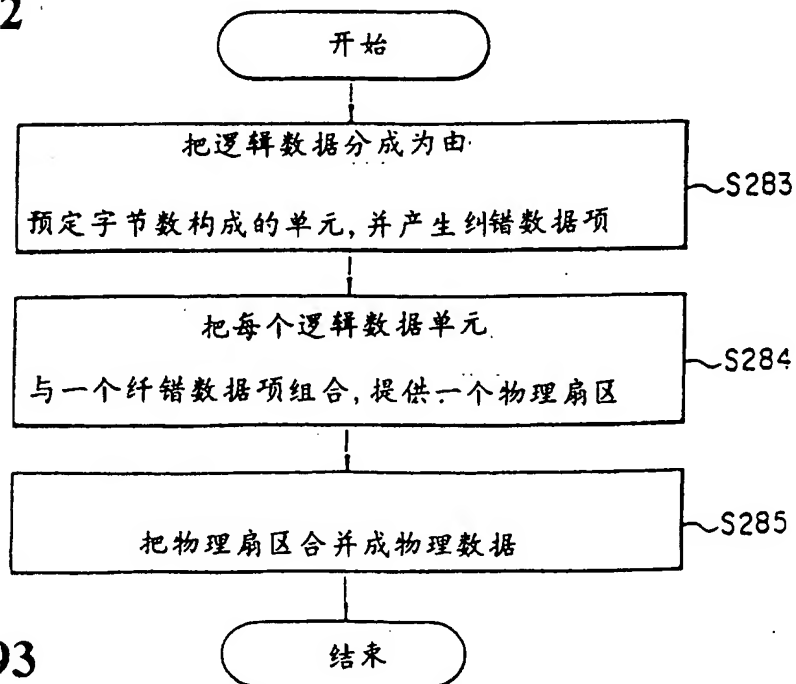 2
开始
把逻辑数据分成为由
预定字节数构成的单元,并产生纠错数据项
S283
把每个逻辑数据单元
与一个纤错数据项组合,提供一个物理扇区
S284
把物理扇区合并成物理数据
S285
结束
93